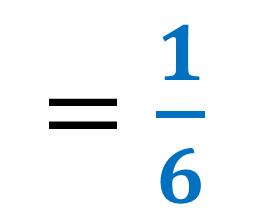 = 1/6